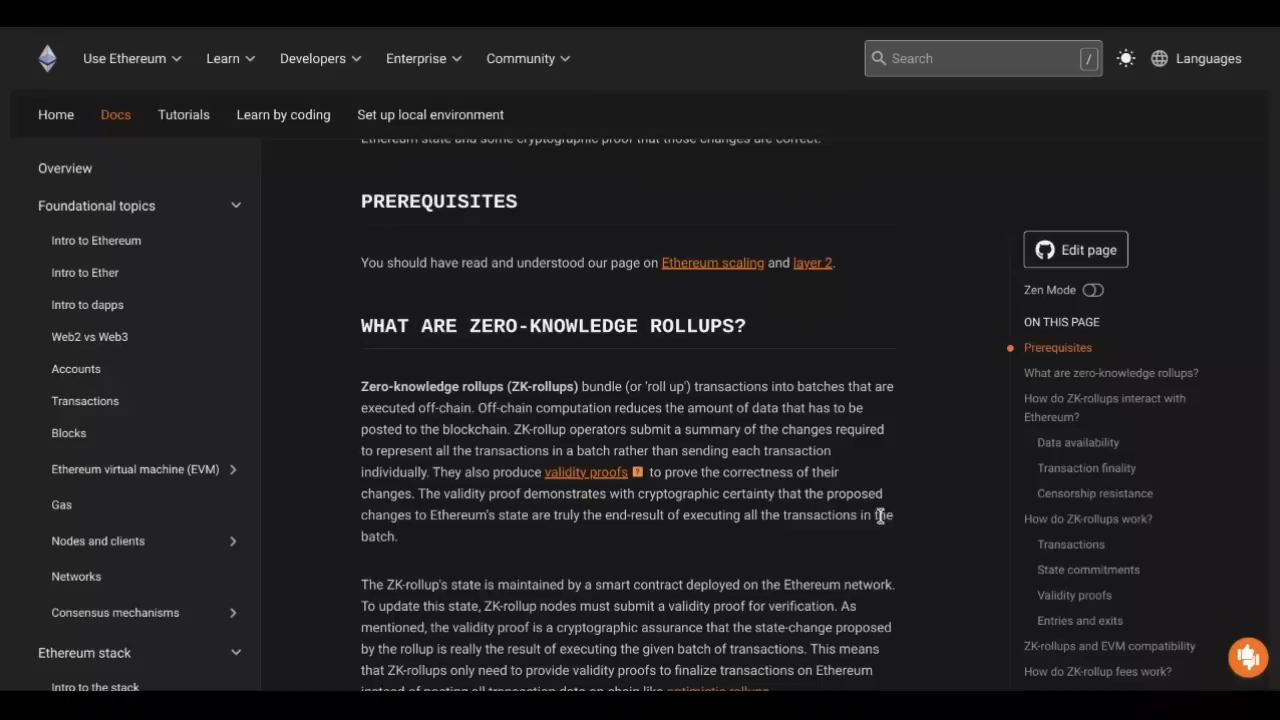 Use Ethereum
Learn
Developers
Enterprise
Community
Search
/
Languages
Home
Docs
Tutorials
Learn by coding
Set up local environment
Overview
Foundational topics
Intro to Ethereum
Intro to Ether
Intro to dapps
Web2 vs Web3
Accounts
Transactions
Blocks
Ethereum virtual machine (EVM)
Gas
Nodes and clients
Networks
Consensus mechanisms
Ethereum stack
Intro to the stack
Ethereum state and some cryptographic proof that those changes are correct.
PREREQUISITES
You should have read and understood our page on Ethereum scaling and layer 2.
WHAT ARE ZERO-KNOWLEDGE ROLLUPS?
Zero-knowledge rollups (ZK-rollups) bundle (or 'roll up') transactions into batches that are
executed off-chain. Off-chain computation reduces the amount of data that has to be
posted to the blockchain. ZK-rollup operators submit a summary of the changes required
to represent all the transactions in a batch rather than sending each transaction
individually. They also produce validity proofs ? to prove the correctness of their
changes. The validity proof demonstrates with cryptographic certainty that the proposed
changes to Ethereum's state are truly the end-result of executing all the transactions in the
batch.
The ZK-rollup's state is maintained by a smart contract deployed on the Ethereum network.
To update this state, ZK-rollup nodes must submit a validity proof for verification. As
mentioned, the validity proof is a cryptographic assurance that the state-change proposed
by the rollup is really the result of executing the given batch of transactions. This means
that ZK-rollups only need to provide validity proofs to finalize transactions on Ethereum
instead of posting all transaction data on-chain like optimistic rollups.
Edit page
Zen Mode
ON THIS PAGE
Prerequisites
What are zero-knowledge rollups?
How do ZK-rollups interact with
Ethereum?
Data availability
Transaction finality
Censorship resistance
How do ZK-rollups work?
Transactions
State commitments
Validity proofs
Entries and exits
ZK-rollups and EVM compatibility
How do ZK-rollup fees work?